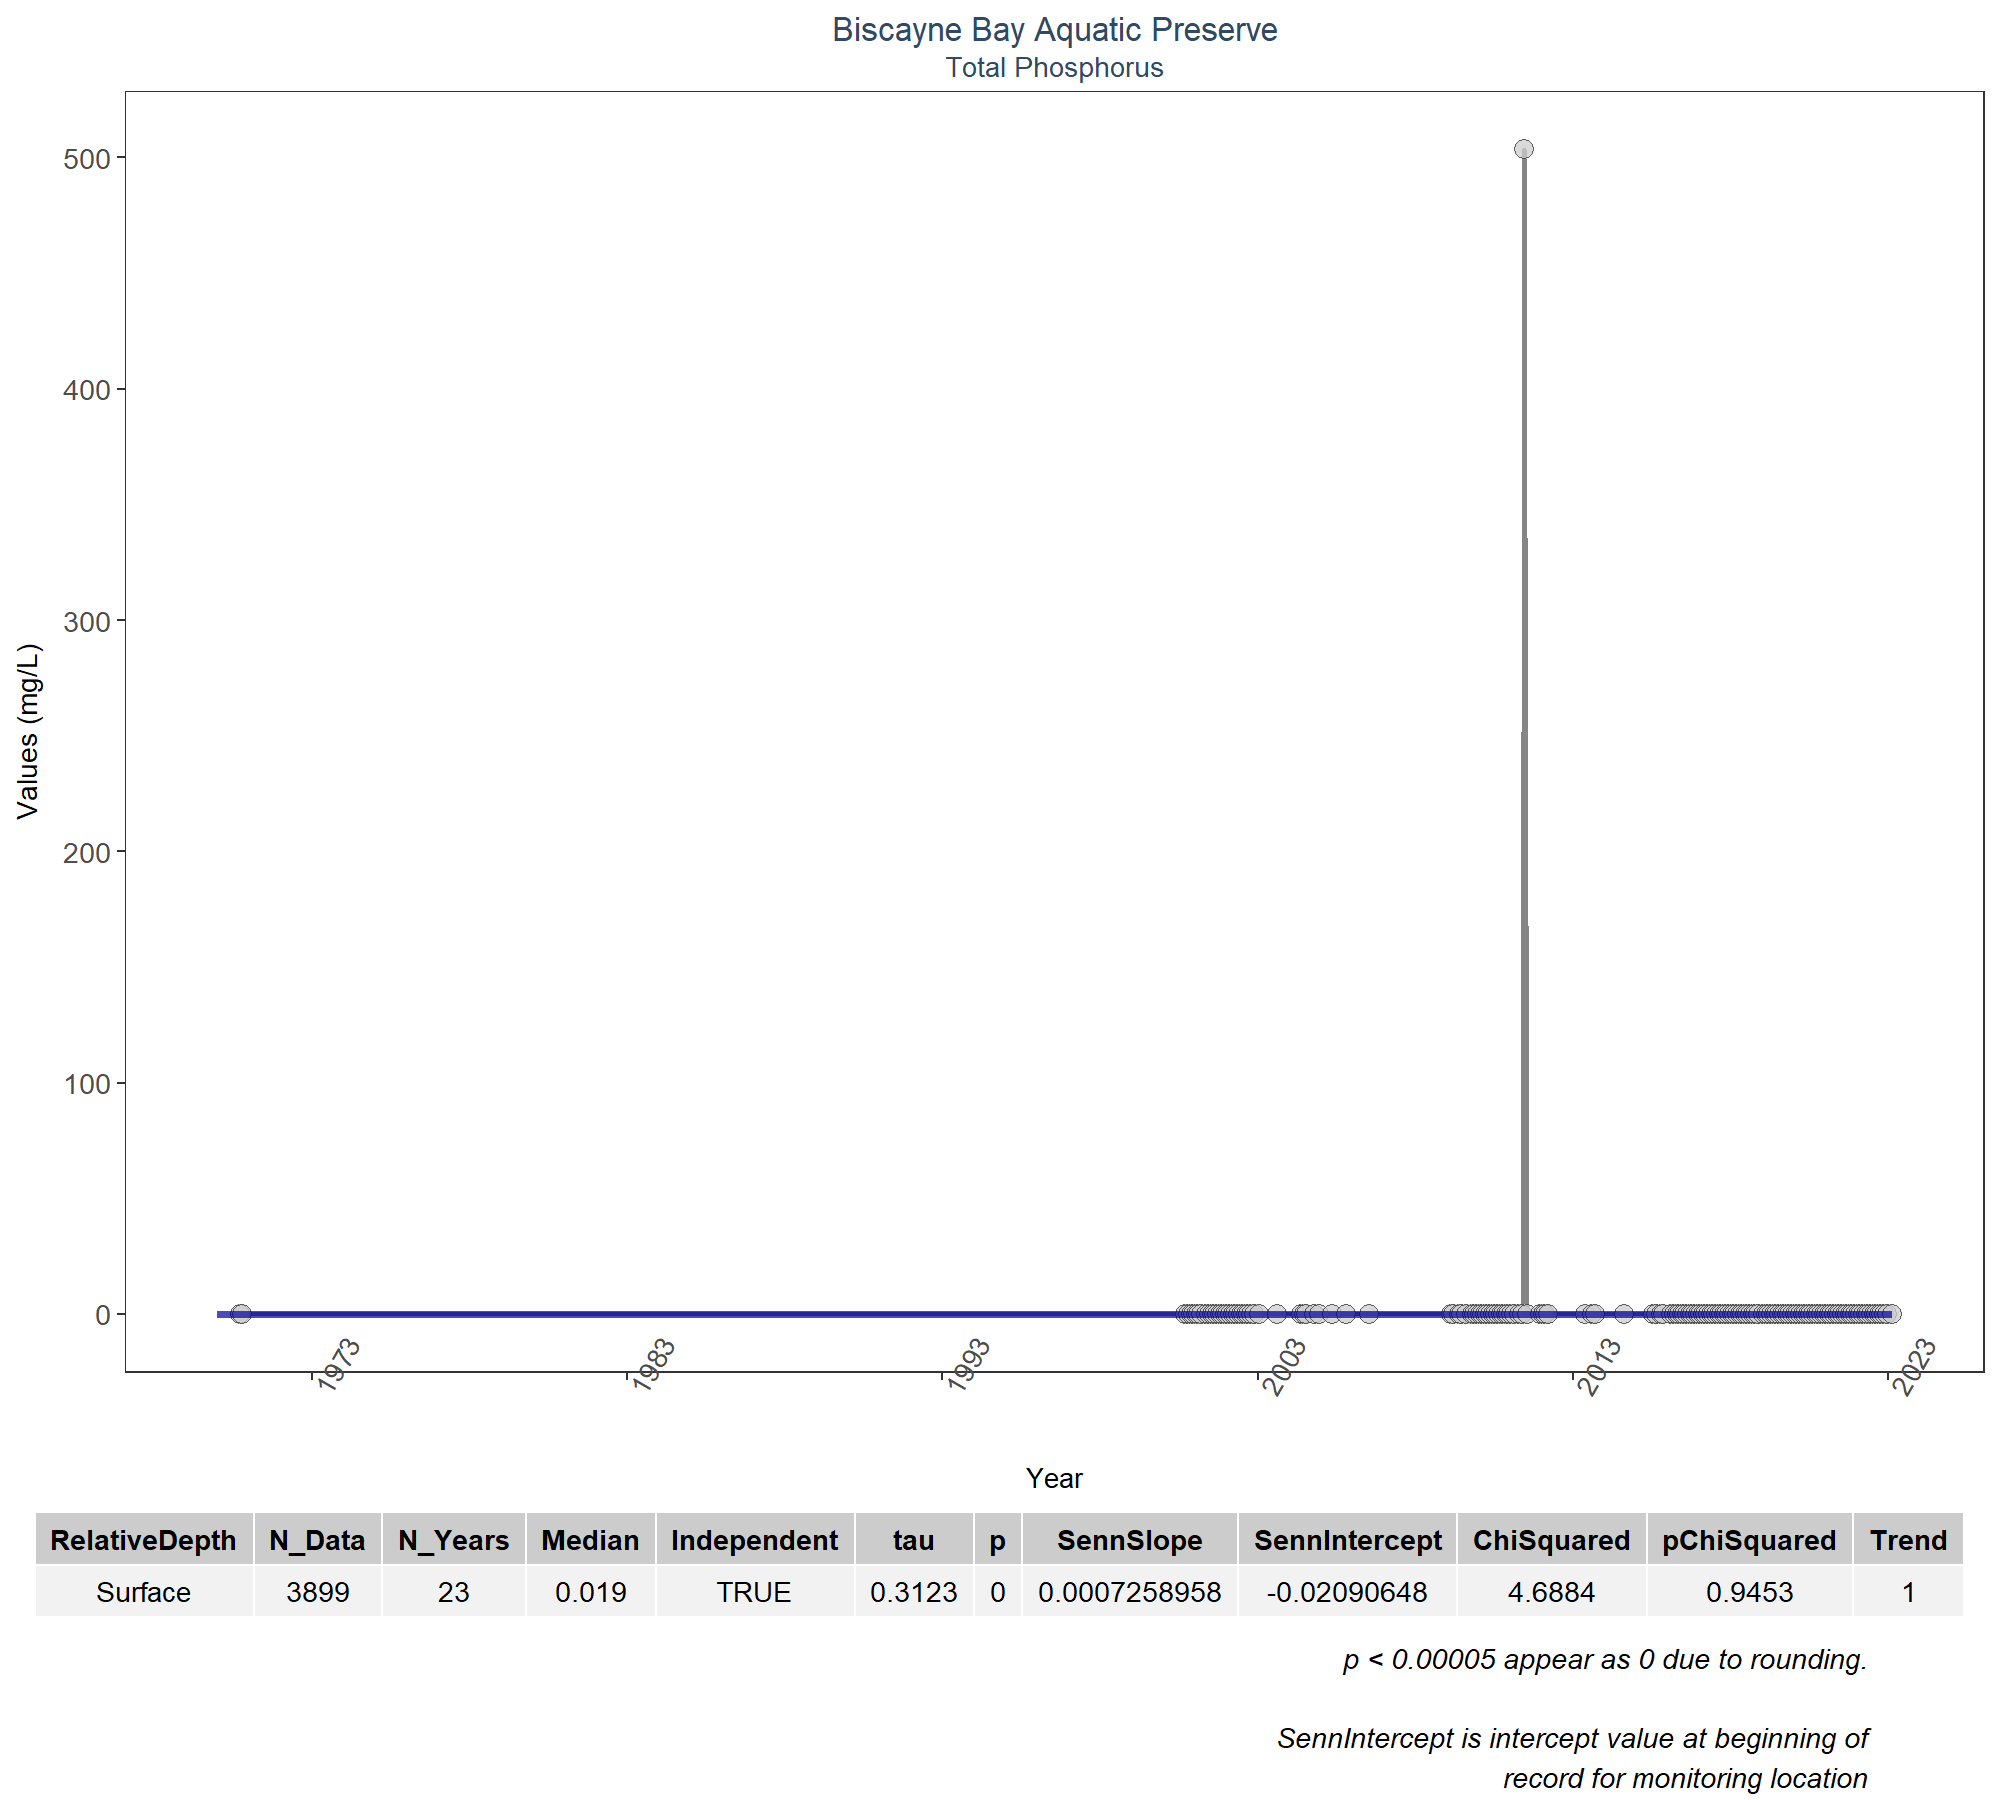 Biscayne Bay Aquatic Preserve
Total Phosphorus
500
400
300
200
100
0
Values (mg/L)
1973
1983
1993
2003
2013
2023
Year
RelativeDepth N_Data N_Years Median Independent tau p SennSlope SennIntercept ChiSquared pChiSquared Trend
Surface 3899 23 0.019 TRUE 0.3123 0 0.0007258958 -0.02090648 4.6884 0.9453 1
p < 0.00005 appear as 0 due to rounding.
SennIntercept is intercept value at beginning of
record for monitoring location